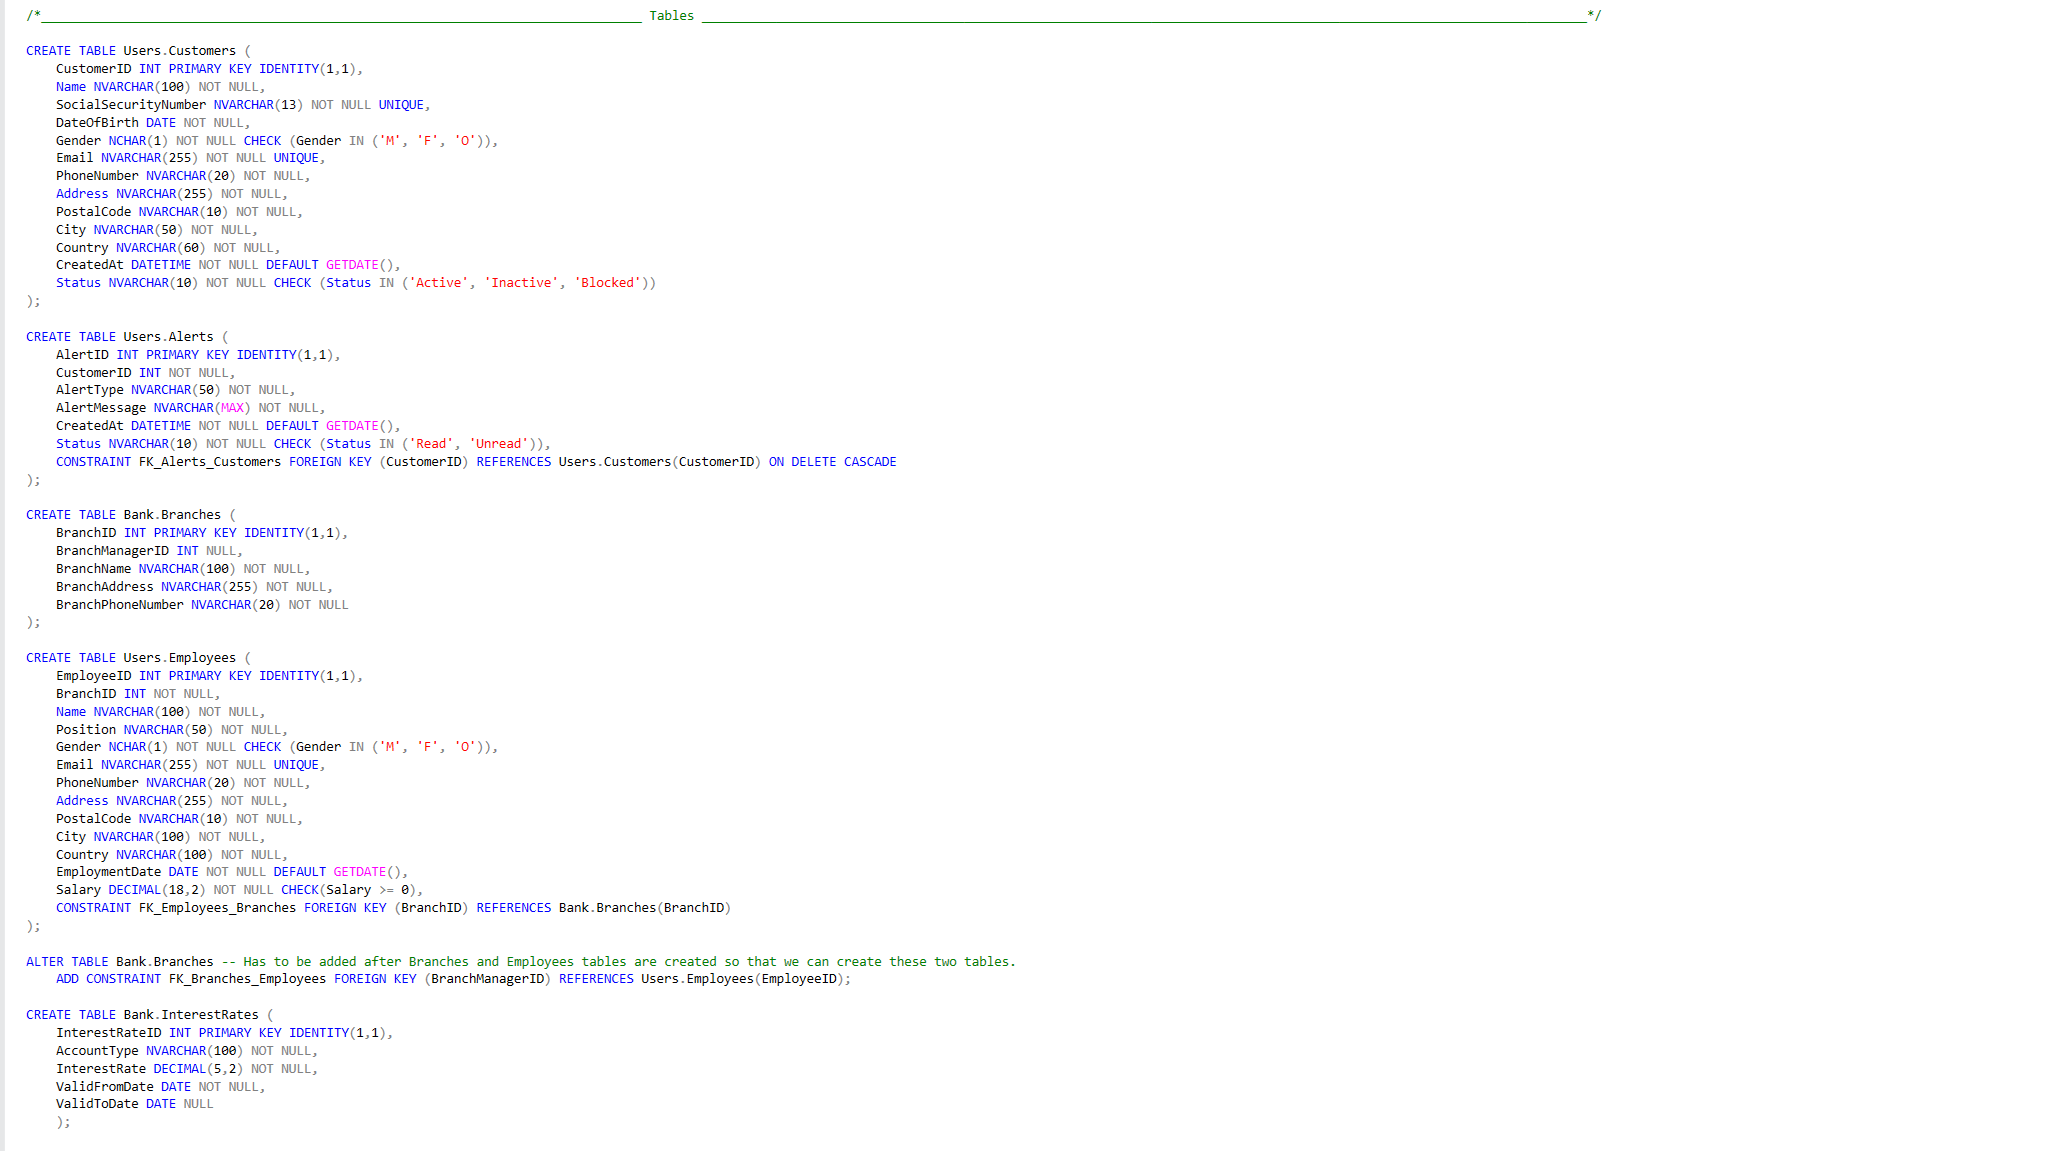 /*________________________________________________________________________________ Tables ______________________________________________________________________________________________________________________*/
CREATE TABLE Users.Customers (
    CustomerID INT PRIMARY KEY IDENTITY(1,1),
    Name NVARCHAR(100) NOT NULL,
    SocialSecurityNumber NVARCHAR(13) NOT NULL UNIQUE,
    DateOfBirth DATE NOT NULL,
    Gender NCHAR(1) NOT NULL CHECK (Gender IN ('M', 'F', 'O')),
    Email NVARCHAR(255) NOT NULL UNIQUE,
    PhoneNumber NVARCHAR(20) NOT NULL,
    Address NVARCHAR(255) NOT NULL,
    PostalCode NVARCHAR(10) NOT NULL,
    City NVARCHAR(50) NOT NULL,
    Country NVARCHAR(60) NOT NULL,
    CreatedAt DATETIME NOT NULL DEFAULT GETDATE(),
    Status NVARCHAR(10) NOT NULL CHECK (Status IN ('Active', 'Inactive', 'Blocked'))
);
CREATE TABLE Users.Alerts (
    AlertID INT PRIMARY KEY IDENTITY(1,1),
    CustomerID INT NOT NULL,
    AlertType NVARCHAR(50) NOT NULL,
    AlertMessage NVARCHAR(MAX) NOT NULL,
    CreatedAt DATETIME NOT NULL DEFAULT GETDATE(),
    Status NVARCHAR(10) NOT NULL CHECK (Status IN ('Read', 'Unread')),
    CONSTRAINT FK_Alerts_Customers FOREIGN KEY (CustomerID) REFERENCES Users.Customers(CustomerID) ON DELETE CASCADE
);
CREATE TABLE Bank.Branches (
    BranchID INT PRIMARY KEY IDENTITY(1,1),
    BranchManagerID INT NULL,
    BranchName NVARCHAR(100) NOT NULL,
    BranchAddress NVARCHAR(255) NOT NULL,
    BranchPhoneNumber NVARCHAR(20) NOT NULL
);
CREATE TABLE Users.Employees (
    EmployeeID INT PRIMARY KEY IDENTITY(1,1),
    BranchID INT NOT NULL,
    Name NVARCHAR(100) NOT NULL,
    Position NVARCHAR(50) NOT NULL,
    Gender NCHAR(1) NOT NULL CHECK (Gender IN ('M', 'F', 'O')),
    Email NVARCHAR(255) NOT NULL UNIQUE,
    PhoneNumber NVARCHAR(20) NOT NULL,
    Address NVARCHAR(255) NOT NULL,
    PostalCode NVARCHAR(10) NOT NULL,
    City NVARCHAR(100) NOT NULL,
    Country NVARCHAR(100) NOT NULL,
    EmploymentDate DATE NOT NULL DEFAULT GETDATE(),
    Salary DECIMAL(18,2) NOT NULL CHECK(Salary >= 0),
    CONSTRAINT FK_Employees_Branches FOREIGN KEY (BranchID) REFERENCES Bank.Branches(BranchID)
);
ALTER TABLE Bank.Branches -- Has to be added after Branches and Employees tables are created so that we can create these two tables.
    ADD CONSTRAINT FK_Branches_Employees FOREIGN KEY (BranchManagerID) REFERENCES Users.Employees(EmployeeID);
CREATE TABLE Bank.InterestRates (
    InterestRateID INT PRIMARY KEY IDENTITY(1,1),
    AccountType NVARCHAR(100) NOT NULL,
    InterestRate DECIMAL(5,2) NOT NULL,
    ValidFromDate DATE NOT NULL,
    ValidToDate DATE NULL
    );